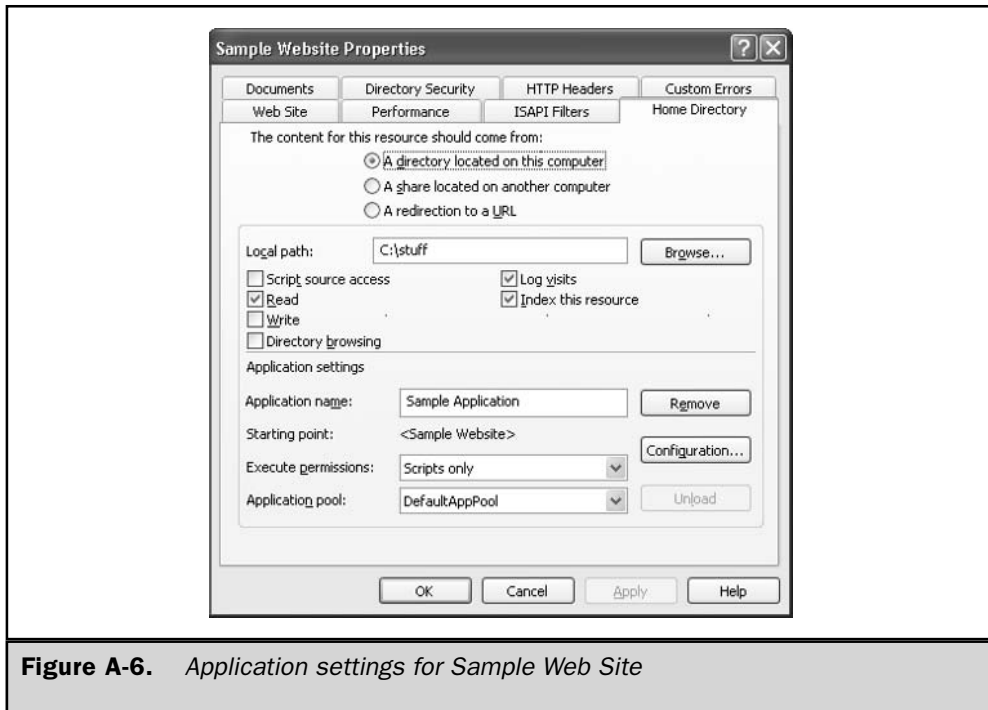 Sample Website Properties
Documents Directory Security HTTP Headers Custom Errors
Web Site Performance ISAPI Filters Home Directory
The content for this resource should come from:
A directory located on this computer
A share located on another computer
A redirection to a URL
Local path: C:\stuff Browse...
Script source access Log visits
Read Index this resource
Write
Directory browsing
Application settings
Application name: Sample Application Remove
Starting point: <Sample Website> Configuration...
Execute permissions: Scripts only
Application pool: DefaultAppPool Unload
OK Cancel Apply Help
Figure A-6. Application settings for Sample Web Site